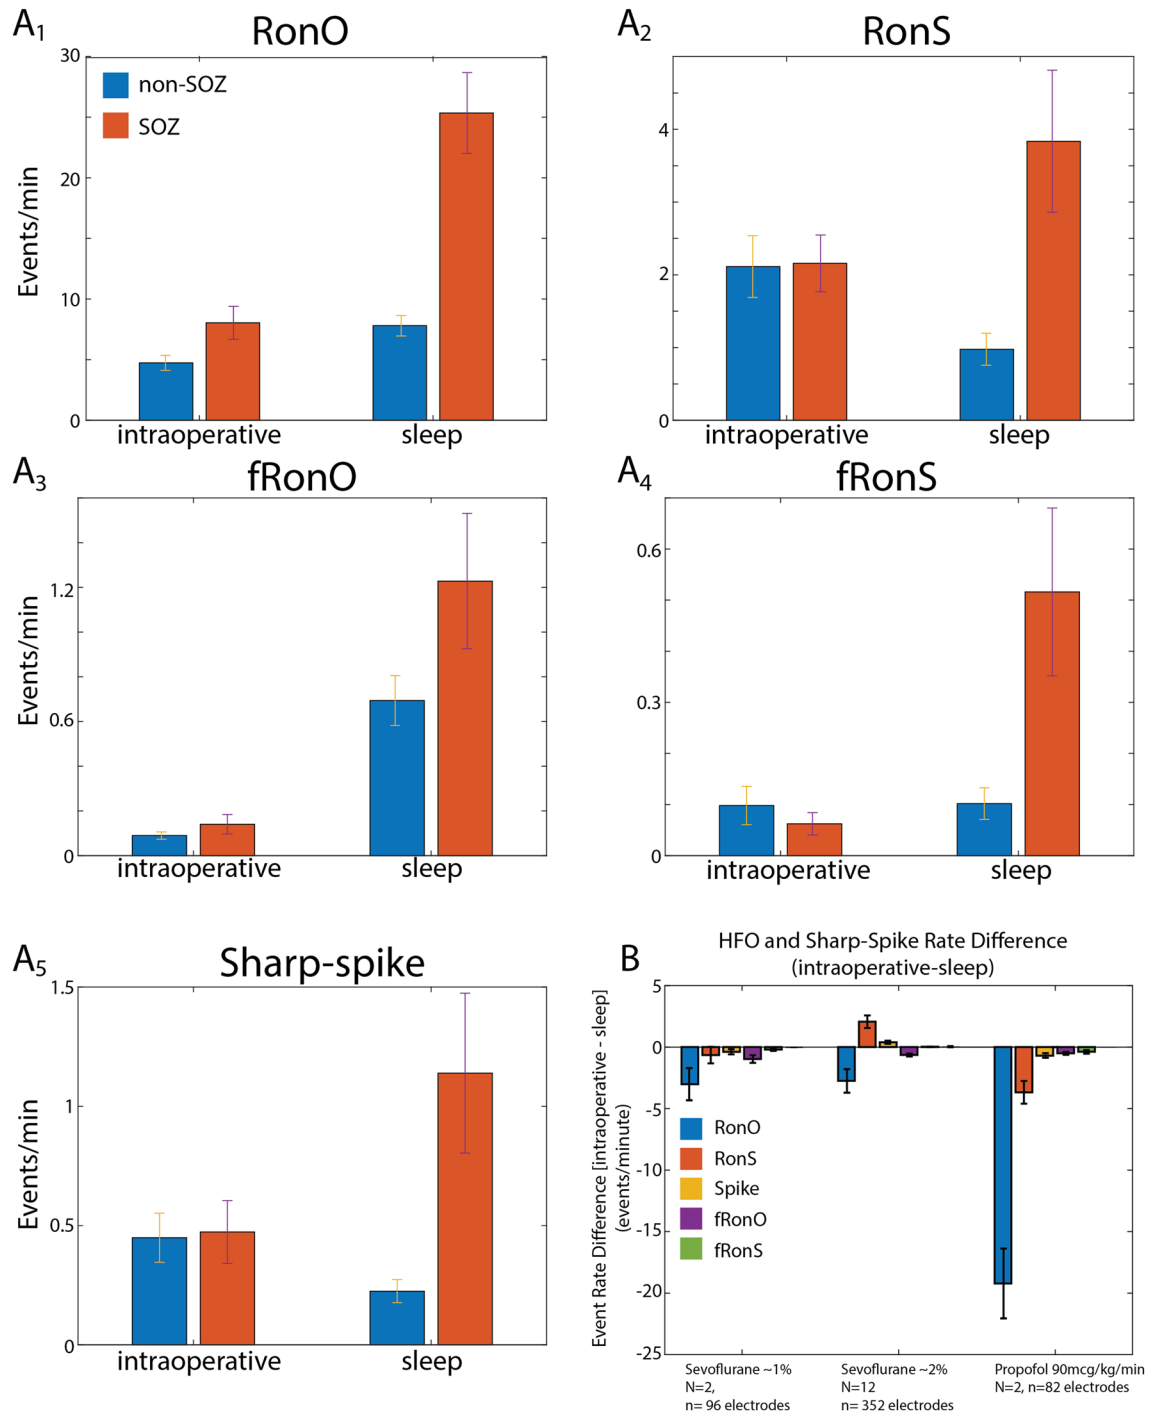 A1
RonO
30
20
10
0
Events/min
non-SOZ
SOZ
intraoperative
sleep
A2
RonS
4
2
0
intraoperative
sleep
A3
fRonO
1.2
0.6
0
Events/min
intraoperative
sleep
A4
fRonS
0.6
0.3
0
intraoperative
sleep
A5
Sharp-spike
1.5
1
0.5
0
Events/min
intraoperative
sleep
B
HFO and Sharp-Spike Rate Difference
(intraoperative-sleep)
5
0
-5
-10
-15
-20
-25
Event Rate Difference [intraoperative - sleep]
(events/minute)
RonO
RonS
Spike
fRonO
fRonS
Sevoflurane ~1%
N=2,
n= 96 electrodes
Sevoflurane ~2%
N=12
n= 352 electrodes
Propofol 90mcg/kg/min
N=2, n=82 electrodes